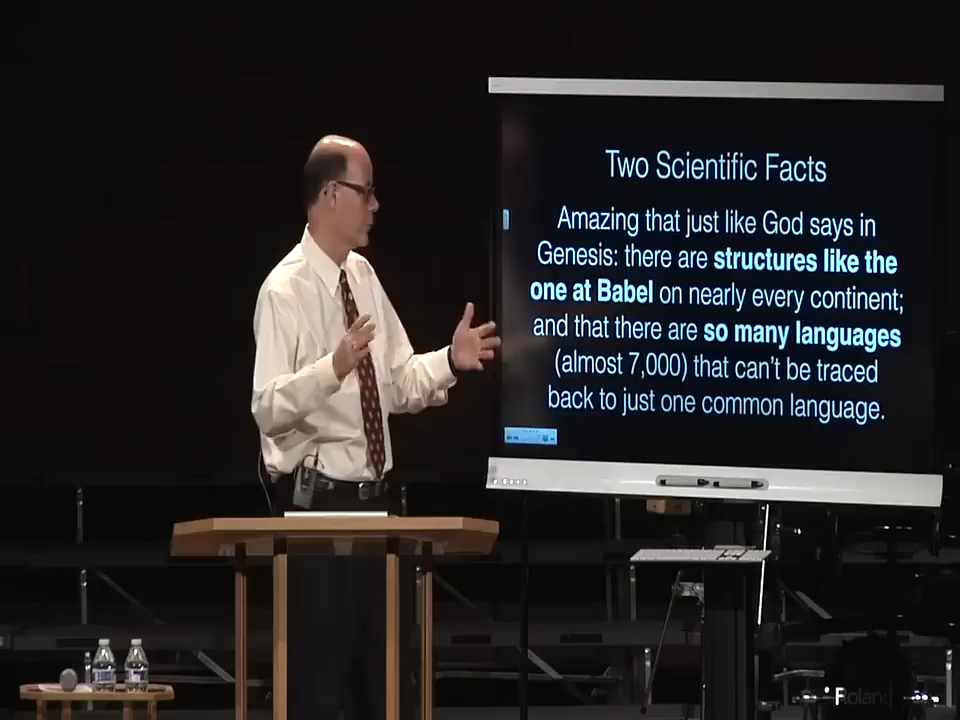 Two Scientific Facts
Amazing that just like God says in
Genesis: there are structures like the
one at Babel on nearly every continent;
and that there are so many languages
(almost 7,000) that can't be traced
back to just one common language.
Roland